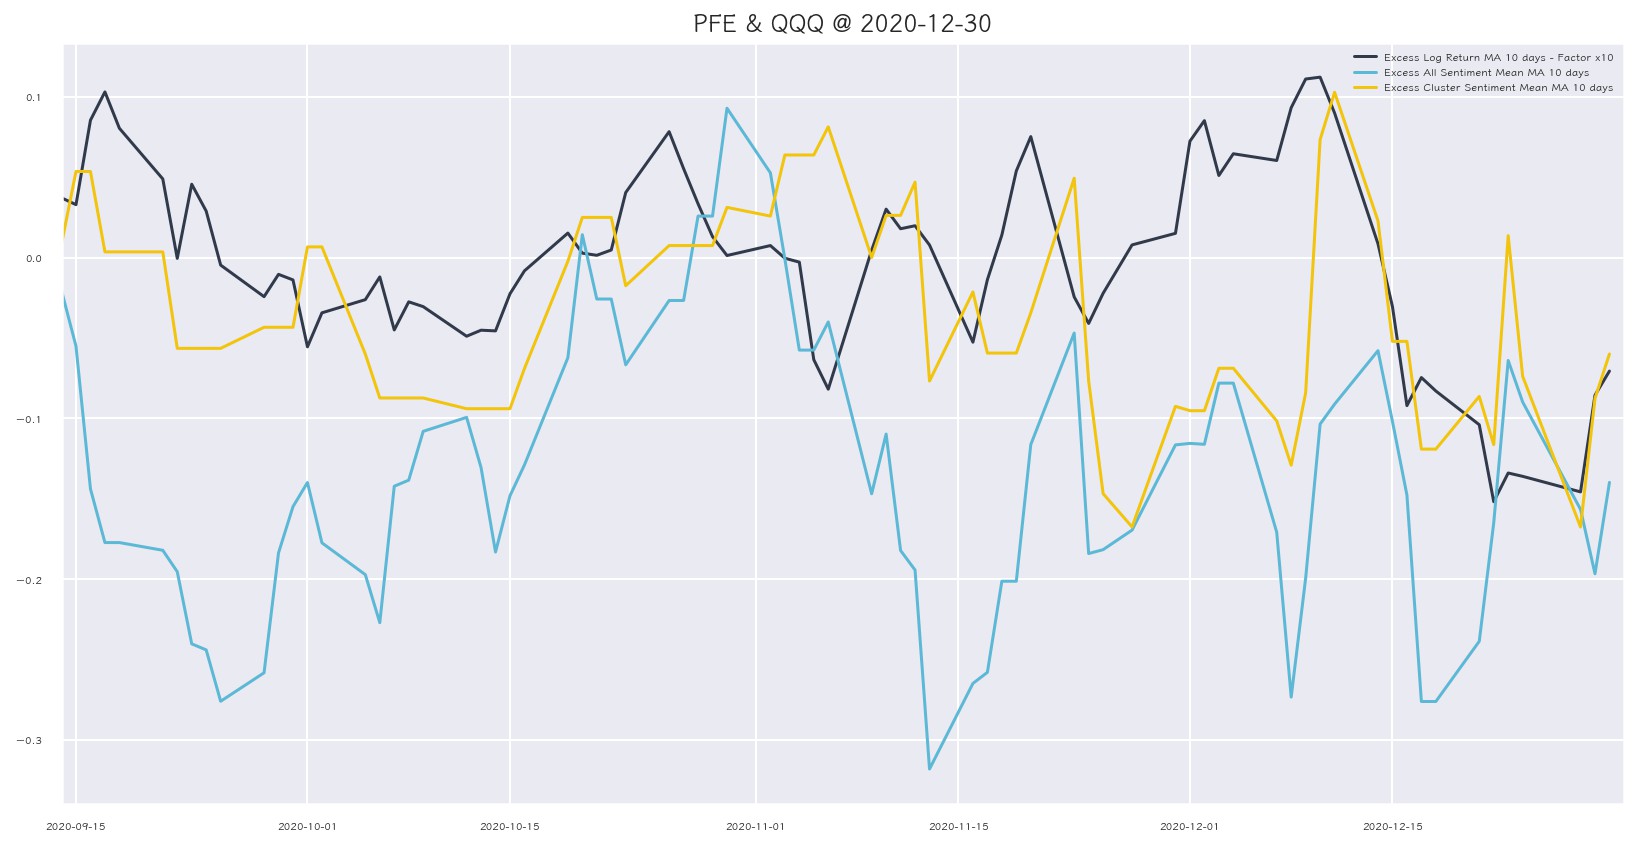 PFE & QQQ @ 2020-12-30
Excess Log Return MA 10 days - Factor x10
Excess All Sentiment Mean MA 10 days
Excess Cluster Sentiment Mean MA 10 days
0.1
0.0
−0.1
−0.2
−0.3
2020-09-15 2020-10-01 2020-10-15 2020-11-01 2020-11-15 2020-12-01 2020-12-15